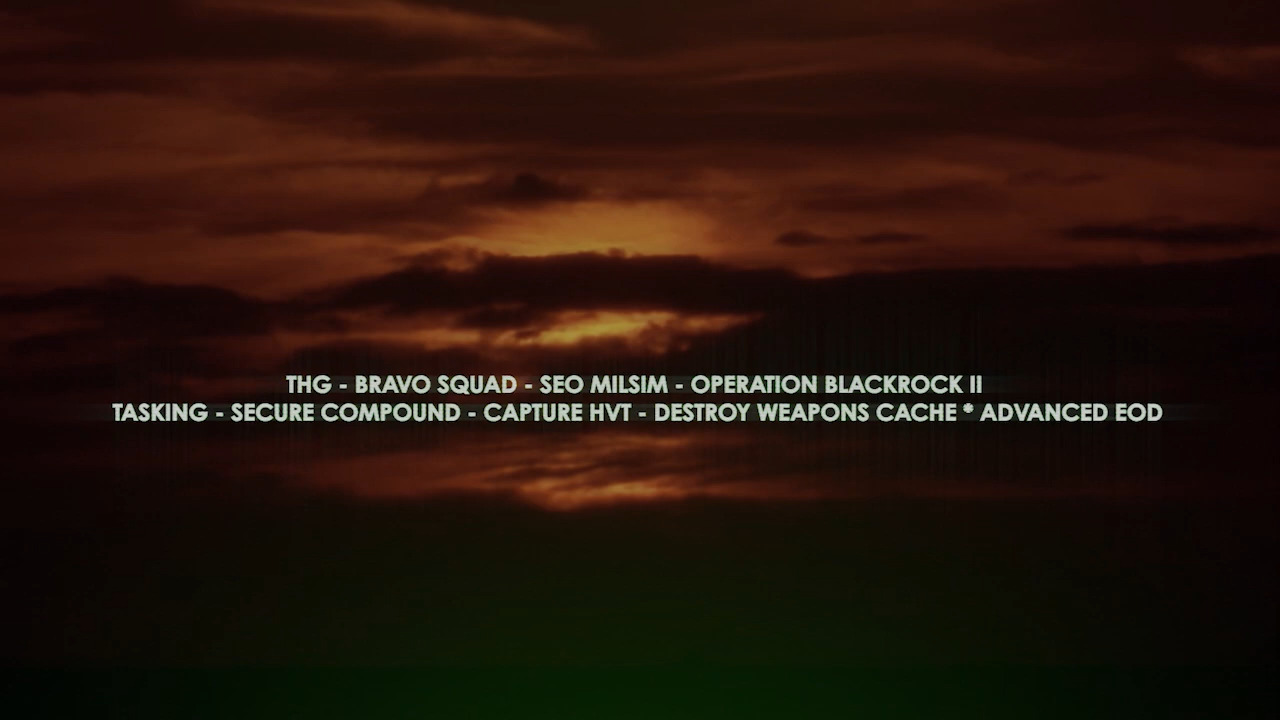 THG - BRAVO SQUAD - SEO MILSIM - OPERATION BLACKROCK II
TASKING - SECURE COMPOUND - CAPTURE HVT - DESTROY WEAPONS CACHE * ADVANCED EOD